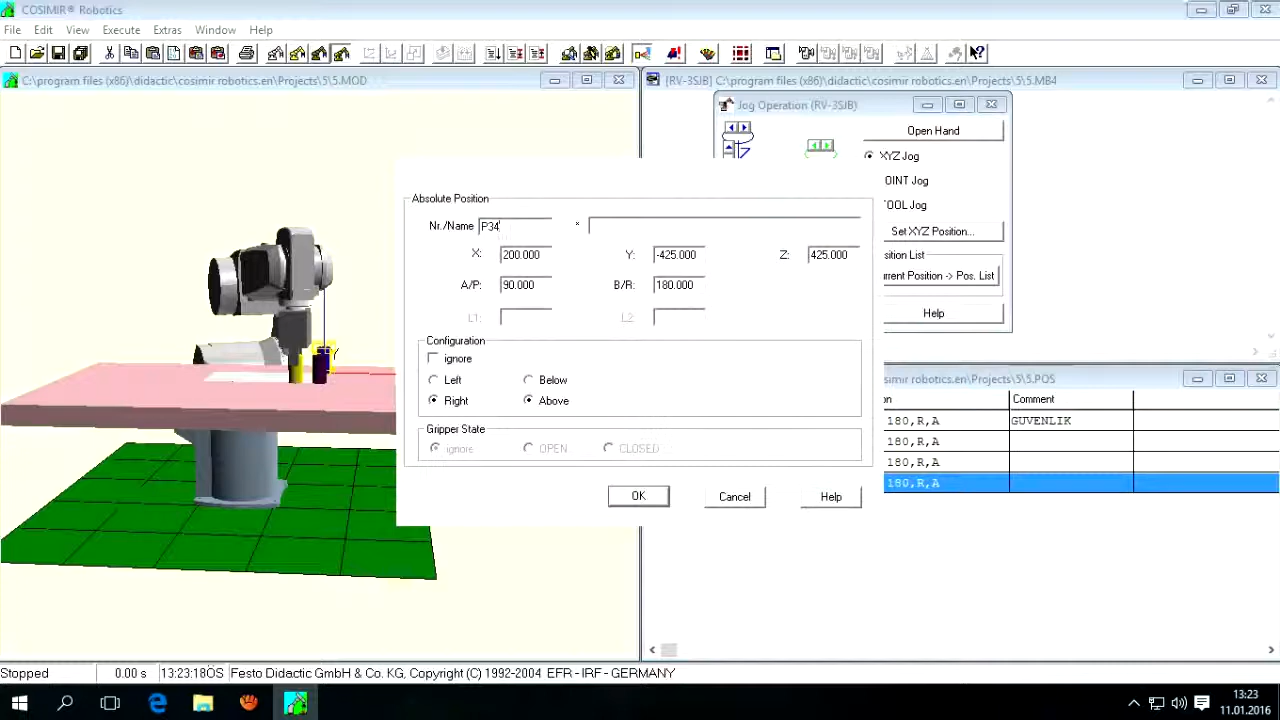 COSIMIR® Robotics
File Edit View Execute Extras Window Help
C:\program files (x86)\didactic\cosimir robotics.en\Projects\5\5.MOD
[RV-3SJB] C:\program files (x86)\didactic\cosimir robotics.en\Projects\5\5.MB4
Jog Operation (RV-3SJB)
Open Hand
XYZ Jog
OINT Jog
TOOL Jog
Set XYZ Position...
sition List
urrent Position -> Pos. List
Help
Absolute Position
Nr./Name P34 *
X: 200.000 Y: -425.000 Z: 425.000
A/P: 90.000 B/R: 180.000
L1: L2:
Configuration
ignore
Left Below
Right Above
Gripper State
ignore OPEN CLOSED
OK Cancel Help
osimir robotics.en\Projects\5\5.POS
on Comment
180,R,A GUVENLIK
180,R,A
180,R,A
180,R,A
Stopped 0.00 s 13:23:18ÖS Festo Didactic GmbH & Co. KG, Copyright (C) 1992-2004 EFR - IRF - GERMANY
13:23
11.01.2016